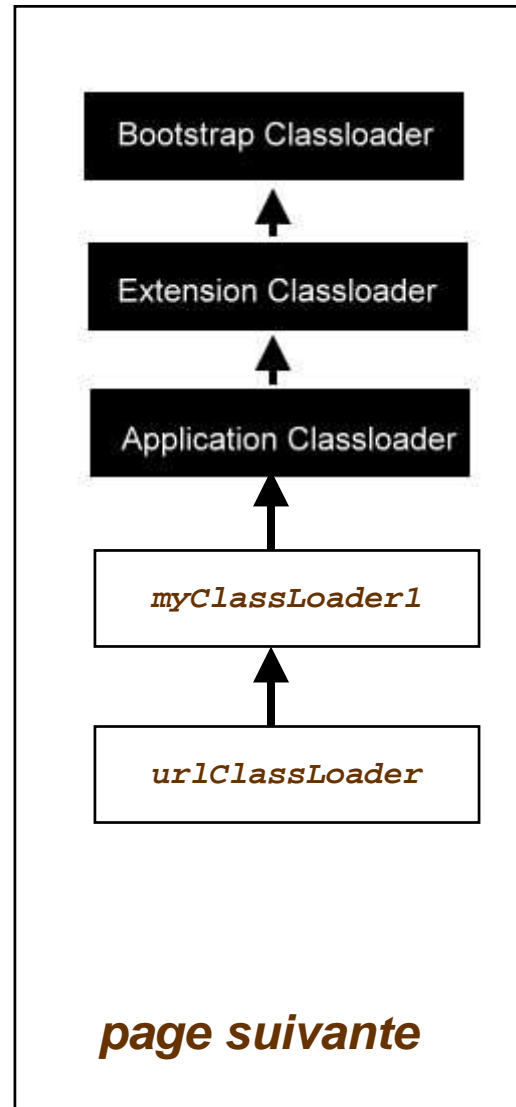 Bootstrap Classloader
Extension Classloader
Application Classloader
myClassLoader1
urlClassLoader
page suivante